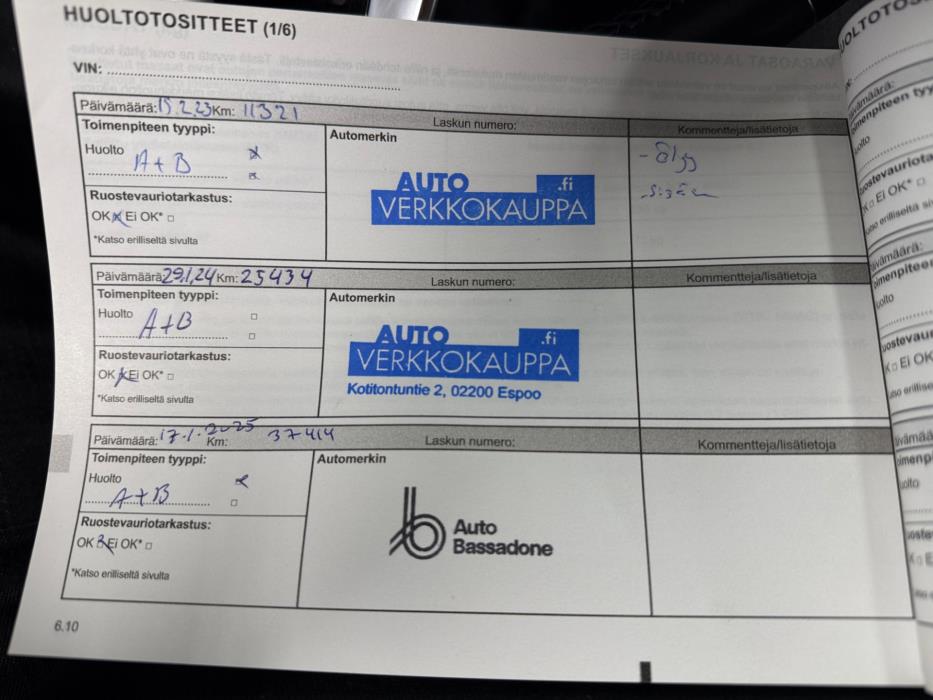 HUOLTOTOSITTEET (1/6)
VIN:
Päivämäärä: 15.2.23 Km: 11321
Laskun numero:
Kommentteja/lisätietoja
Toimenpiteen tyyppi:
Huolto
A+B
Ruostevauriotarkastus:
OK Ei OK*
*Katso erilliseltä sivulta
Automerkin
AUTO .fi
VERKKOKAUPPA
Päivämäärä: 29.1.24 Km: 25434
Laskun numero:
Kommentteja/lisätietoja
Toimenpiteen tyyppi:
Huolto
A+B
Ruostevauriotarkastus:
OK Ei OK*
*Katso erilliseltä sivulta
Automerkin
AUTO .fi
VERKKOKAUPPA
Kotitontuntie 2, 02200 Espoo
Päivämäärä: 17.1.2025 Km: 37414
Laskun numero:
Kommentteja/lisätietoja
Toimenpiteen tyyppi:
Huolto
A+B
Ruostevauriotarkastus:
OK Ei OK*
*Katso erilliseltä sivulta
Automerkin
Auto
Bassadone
6.10